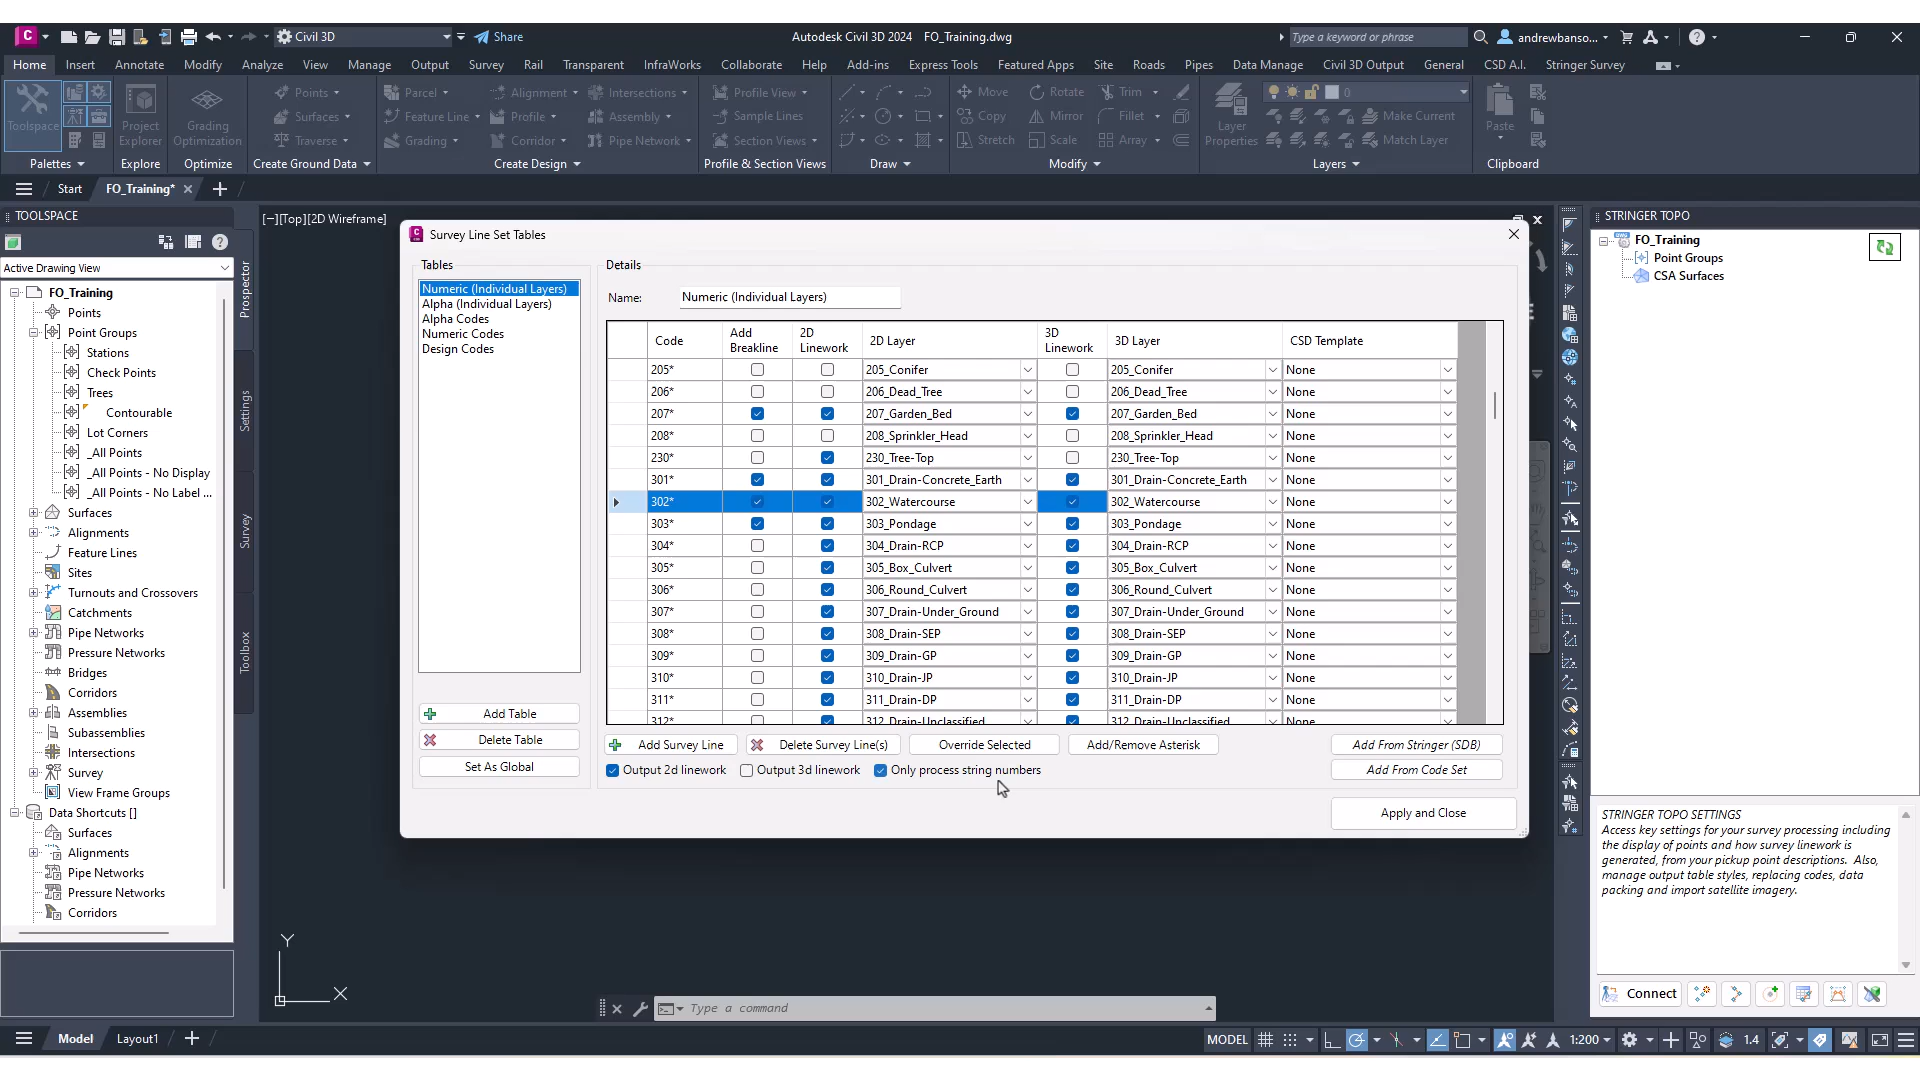 C
Civil 3D
Share
Autodesk Civil 3D 2024 FO_Training.dwg
Type a keyword or phrase
andrewbanso...
Home Insert Annotate Modify Analyze View Manage Output Survey Rail Transparent InfraWorks Collaborate Help Add-ins Express Tools Featured Apps Site Roads Pipes Data Manage Civil 3D Output General CSD A.I. Stringer Survey
Points Parcel Alignment Intersections Profile View Move Rotate Trim 0
Toolspace Project Explorer Grading Optimization Surfaces Feature Line Profile Assembly Sample Lines Copy Mirror Fillet Layer Properties Make Current Paste
Traverse Grading Corridor Pipe Network Section Views Stretch Scale Array Match Layer
Palettes Explore Optimize Create Ground Data Create Design Profile & Section Views Draw Modify Layers Clipboard
Start FO_Training*
TOOLSPACE
Active Drawing View
FO_Training
Points
Point Groups
Stations
Check Points
Trees
Contourable
Lot Corners
_All Points
_All Points - No Display
_All Points - No Label ...
Surfaces
Alignments
Feature Lines
Sites
Turnouts and Crossovers
Catchments
Pipe Networks
Pressure Networks
Bridges
Corridors
Assemblies
Subassemblies
Intersections
Survey
View Frame Groups
Data Shortcuts []
Surfaces
Alignments
Pipe Networks
Pressure Networks
Corridors
Prospector
Settings
Survey
Toolbox
[−][Top][2D Wireframe]
Survey Line Set Tables
Tables
Numeric (Individual Layers)
Alpha (Individual Layers)
Alpha Codes
Numeric Codes
Design Codes
Add Table
Delete Table
Set As Global
Details
Name: Numeric (Individual Layers)
Code Add Breakline 2D Linework 2D Layer 3D Linework 3D Layer CSD Template
205* 205_Conifer 205_Conifer None
206* 206_Dead_Tree 206_Dead_Tree None
207* 207_Garden_Bed 207_Garden_Bed None
208* 208_Sprinkler_Head 208_Sprinkler_Head None
230* 230_Tree-Top 230_Tree-Top None
301* 301_Drain-Concrete_Earth 301_Drain-Concrete_Earth None
302* 302_Watercourse 302_Watercourse None
303* 303_Pondage 303_Pondage None
304* 304_Drain-RCP 304_Drain-RCP None
305* 305_Box_Culvert 305_Box_Culvert None
306* 306_Round_Culvert 306_Round_Culvert None
307* 307_Drain-Under_Ground 307_Drain-Under_Ground None
308* 308_Drain-SEP 308_Drain-SEP None
309* 309_Drain-GP 309_Drain-GP None
310* 310_Drain-JP 310_Drain-JP None
311* 311_Drain-DP 311_Drain-DP None
312* 312_Drain-Unclassified 312_Drain-Unclassified None
Add Survey Line Delete Survey Line(s) Override Selected Add/Remove Asterisk Add From Stringer (SDB)
Output 2d linework Output 3d linework Only process string numbers Add From Code Set
Apply and Close
Y
X
Type a command
STRINGER TOPO
FO_Training
Point Groups
CSA Surfaces
STRINGER TOPO SETTINGS
Access key settings for your survey processing including
the display of points and how survey linework is
generated, from your pickup point descriptions. Also,
manage output table styles, replacing codes, data
packing and import satellite imagery.
Connect
Model Layout1
MODEL 1:200 1.4